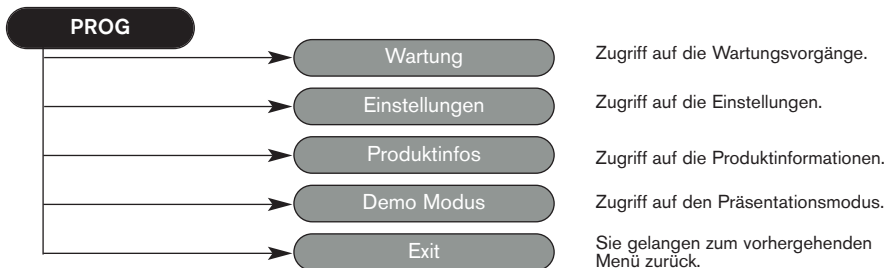 PROG
Wartung
Zugriff auf die Wartungsvorgänge.
Einstellungen
Zugriff auf die Einstellungen.
Produktinfos
Zugriff auf die Produktinformationen.
Demo Modus
Zugriff auf den Präsentationsmodus.
Exit
Sie gelangen zum vorhergehenden
Menü zurück.